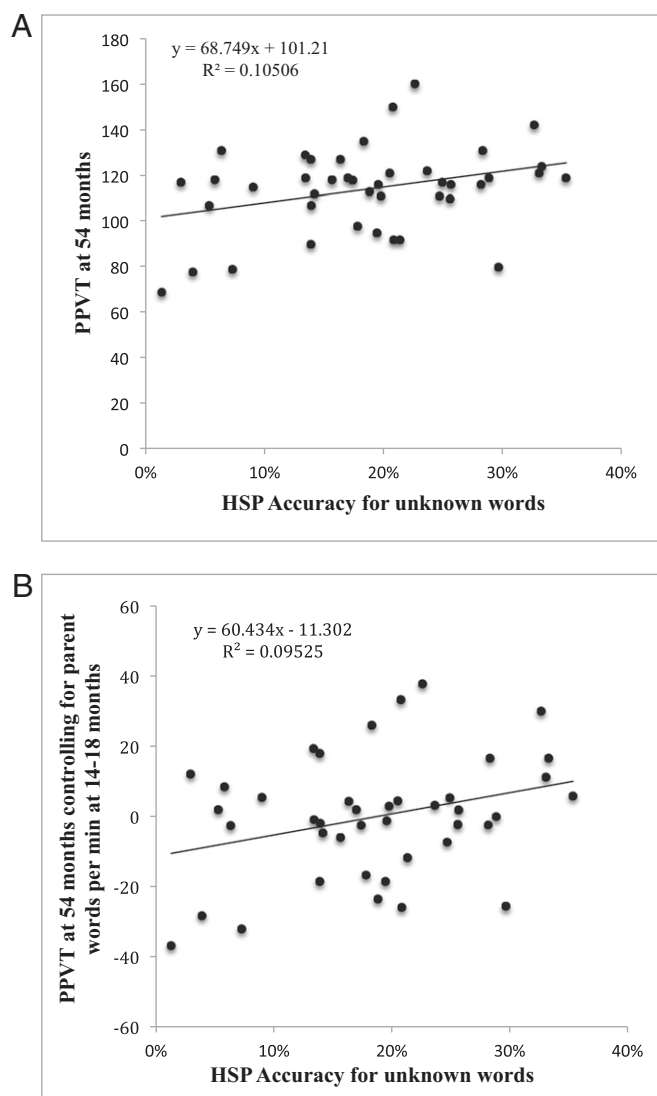 A
y = 68.749x + 101.21
R² = 0.10506
180
160
140
120
100
80
60
40
20
0
PPVT at 54 months
0% 10% 20% 30% 40%
HSP Accuracy for unknown words
B
y = 60.434x - 11.302
R² = 0.09525
60
40
20
0
-20
-40
-60
PPVT at 54 months controlling for parent
words per min at 14-18 months
0% 10% 20% 30% 40%
HSP Accuracy for unknown words